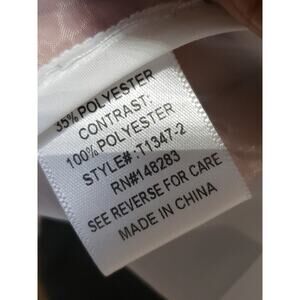 35% POLYESTER
CONTRAST:
100% POLYESTER
STYLE#: T1347-2
RN#148283
SEE REVERSE FOR CARE
MADE IN CHINA